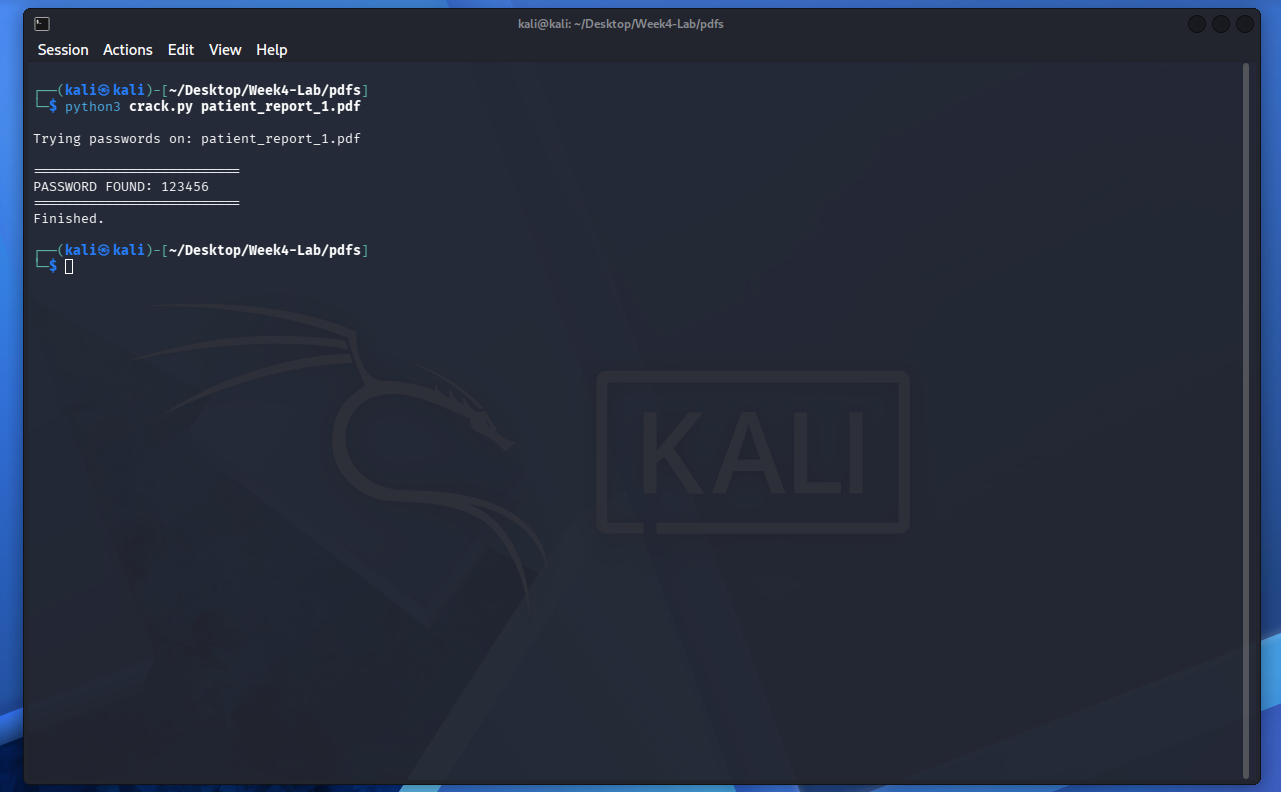 kali@kali: ~/Desktop/Week4-Lab/pdfs
Session Actions Edit View Help
┌──(kali㉿kali)-[~/Desktop/Week4-Lab/pdfs]
└─$ python3 crack.py patient_report_1.pdf
Trying passwords on: patient_report_1.pdf
==========================
PASSWORD FOUND: 123456
==========================
Finished.
┌──(kali㉿kali)-[~/Desktop/Week4-Lab/pdfs]
└─$
KALI